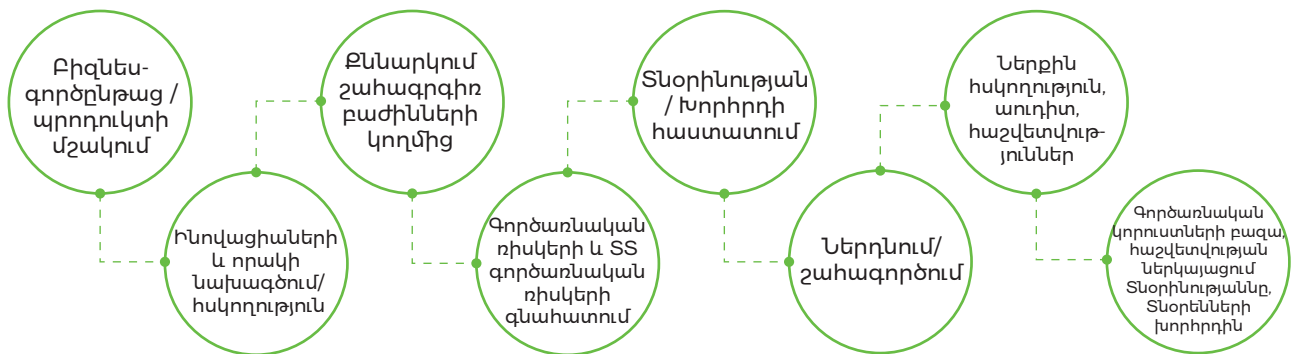 Բիզնես-
գործընթաց /
պրոդուկտի
մշակում
Ինովացիաների
և որակի
նախագծում/
հսկողություն
Քննարկում
շահագրգիռ
բաժինների
կողմից
Գործառնական
ռիսկերի և ՏՏ
գործառնական
ռիսկերի
գնահատում
Տնօրինության
/ Խորհրդի
հաստատում
Ներդնում/
շահագործում
Ներքին
հսկողություն,
աուդիտ,
հաշվետվութ-
յուններ
Գործառնական
կորուստների բազա,
հաշվետվության
ներկայացում
Տնօրինությանը,
Տնօրենների
խորհրդին